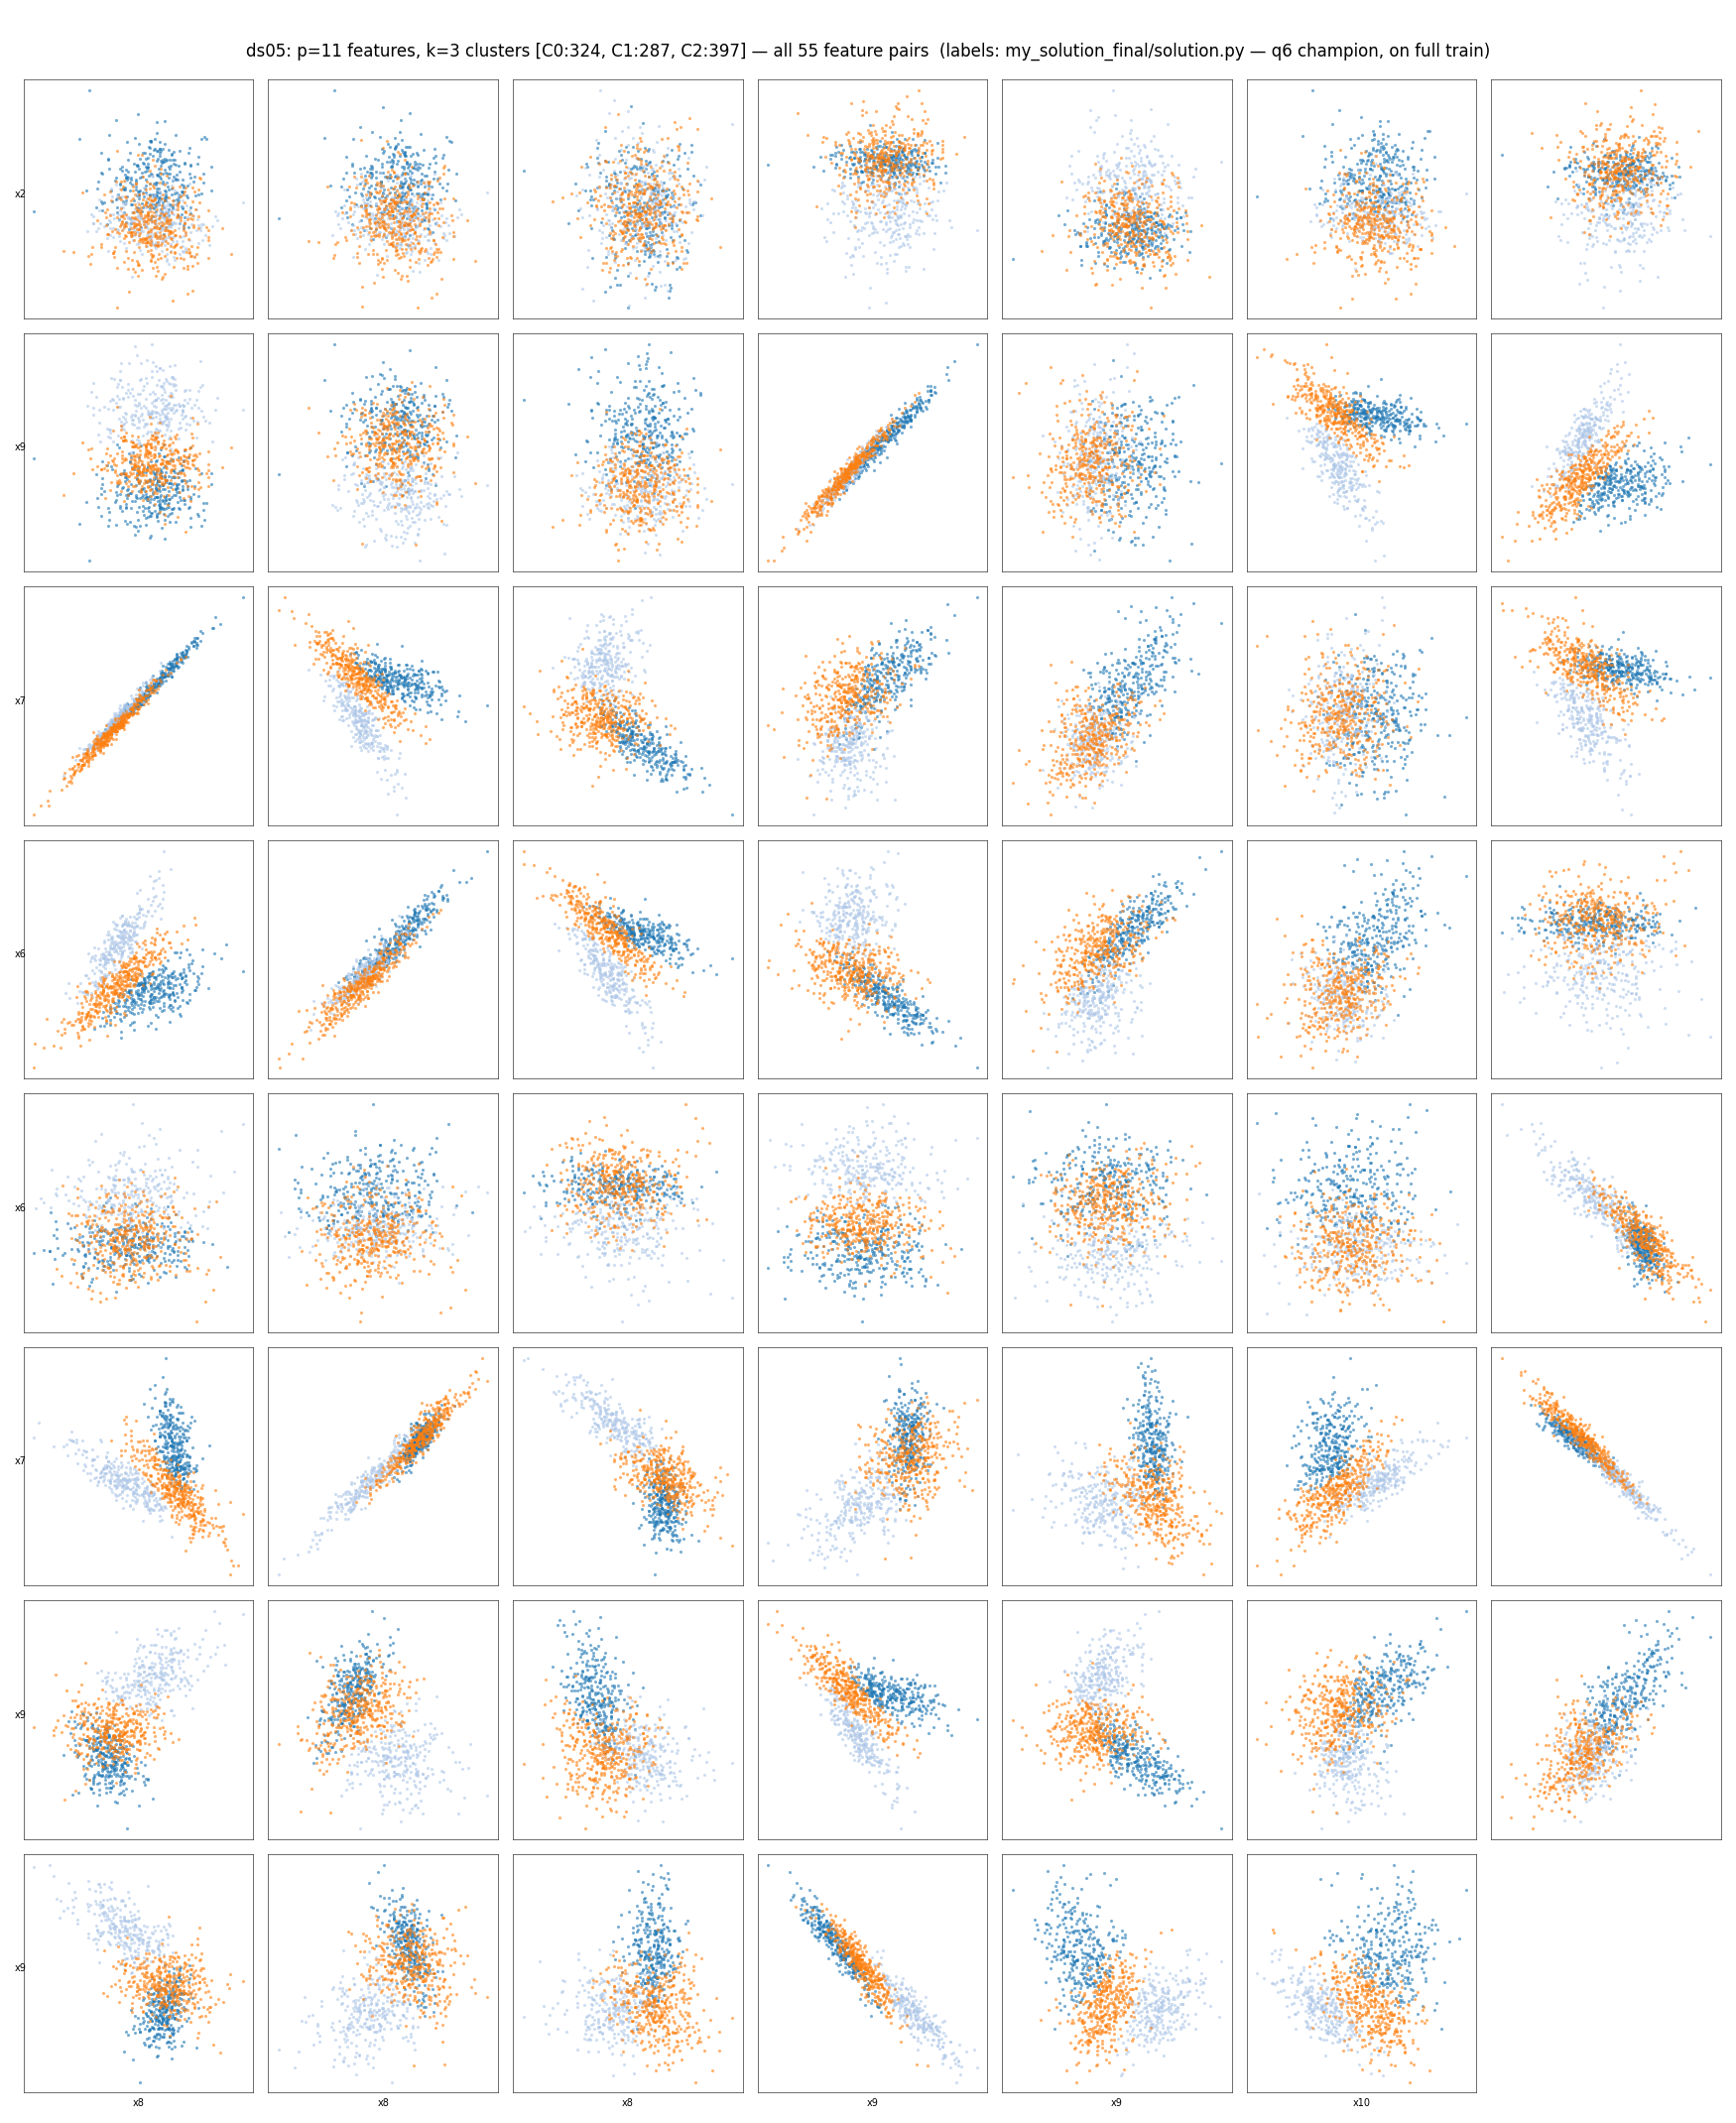 ds05: p=11 features, k=3 clusters [C0:324, C1:287, C2:397] — all 55 feature pairs (labels: my_solution_final/solution.py — q6 champion, on full train)
x2
x9
x7
x6
x6
x7
x9
x9
x8 x8 x8 x9 x9 x10